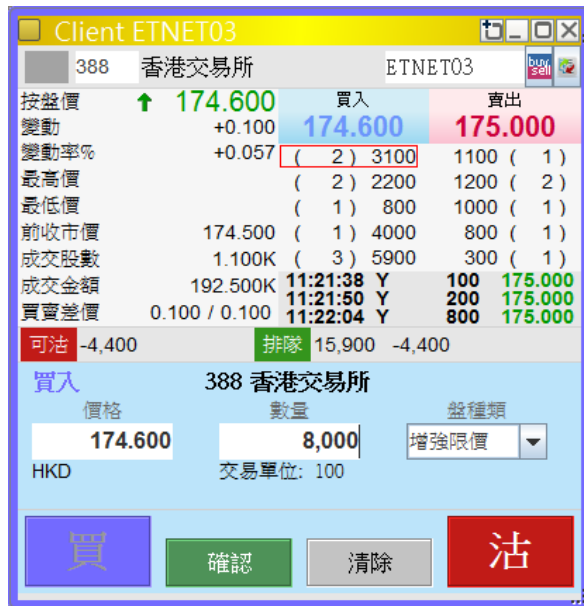 Client ETNET03
388 香港交易所 ETNET03 buy sell
按盤價 174.600 買入 賣出
變動 +0.100 174.600 175.000
變動率% +0.057 ( 2) 3100 1100 ( 1)
最高價 ( 2) 2200 1200 ( 2)
最低價 ( 1) 800 1000 ( 1)
前收市價 174.500 ( 1) 4000 800 ( 1)
成交股數 1.100K ( 3) 5900 300 ( 1)
成交金額 192.500K 11:21:38 Y 100 175.000
11:21:50 Y 200 175.000
買賣差價 0.100 / 0.100 11:22:04 Y 800 175.000
可沽 -4,400 排隊 15,900 -4,400
買入 388 香港交易所
價格 數量 盤種類
174.600 8,000 增強限價
HKD 交易單位: 100
買 確認 清除 沽